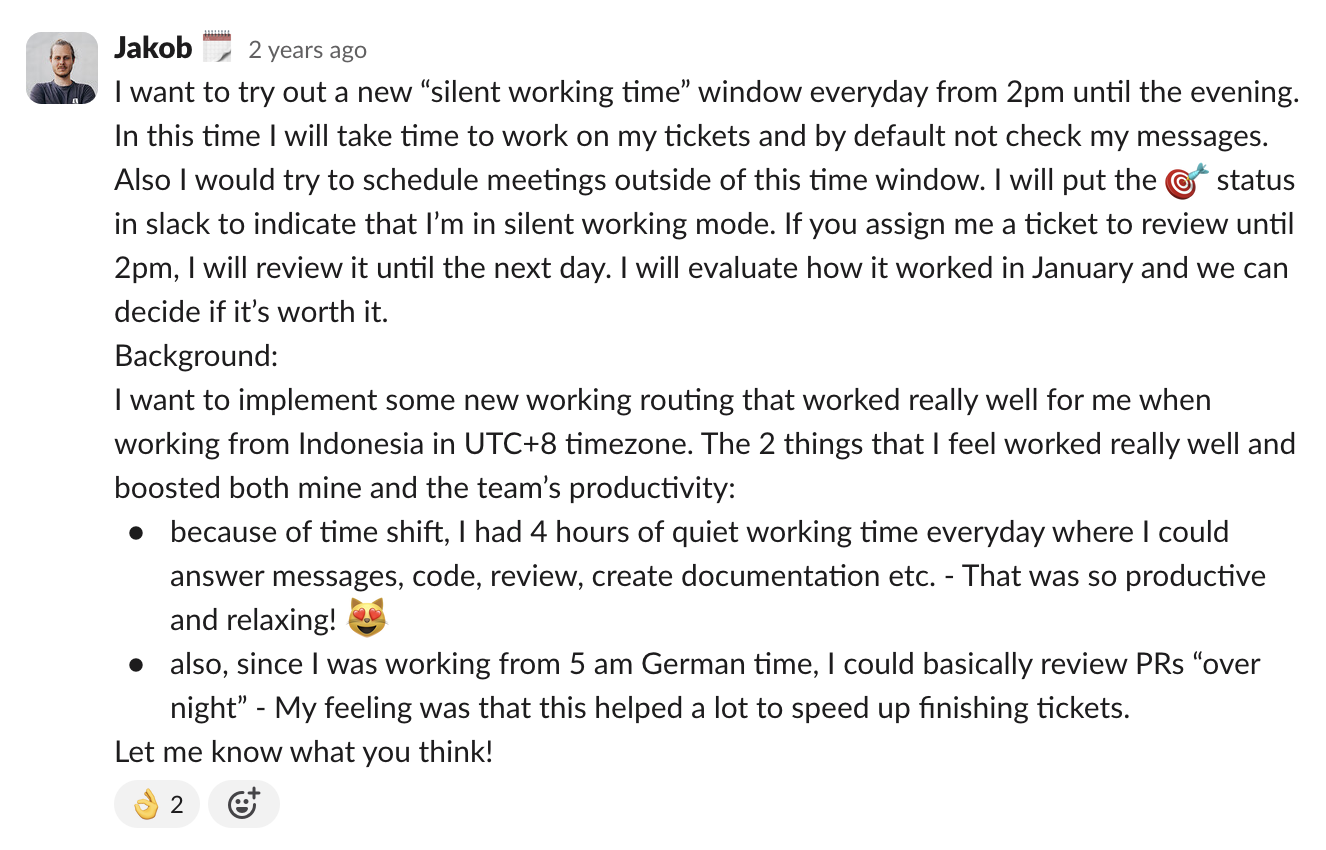 Jakob 2 years ago
I want to try out a new “silent working time” window everyday from 2pm until the evening.
In this time I will take time to work on my tickets and by default not check my messages.
Also I would try to schedule meetings outside of this time window. I will put the 🎯 status
in slack to indicate that I’m in silent working mode. If you assign me a ticket to review until
2pm, I will review it until the next day. I will evaluate how it worked in January and we can
decide if it’s worth it.
Background:
I want to implement some new working routing that worked really well for me when
working from Indonesia in UTC+8 timezone. The 2 things that I feel worked really well and
boosted both mine and the team’s productivity:
● because of time shift, I had 4 hours of quiet working time everyday where I could
answer messages, code, review, create documentation etc. - That was so productive
and relaxing! 😻
● also, since I was working from 5 am German time, I could basically review PRs “over
night” - My feeling was that this helped a lot to speed up finishing tickets.
Let me know what you think!
👌 2